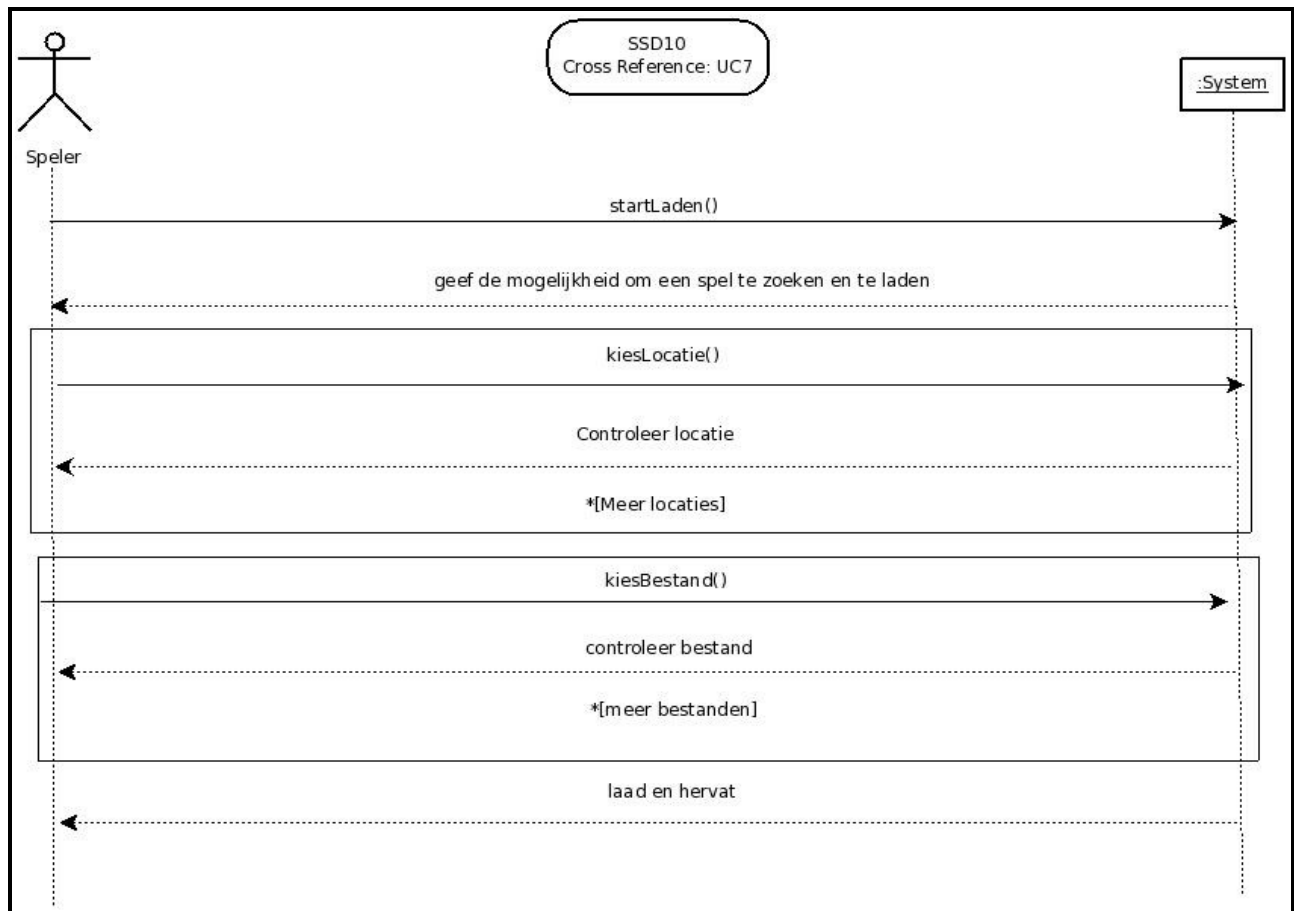 SSD10
Cross Reference: UC7
:System
Speler
startLaden()
geef de mogelijkheid om een spel te zoeken en te laden
kiesLocatie()
Controleer locatie
*[Meer locaties]
kiesBestand()
controleer bestand
*[meer bestanden]
laad en hervat